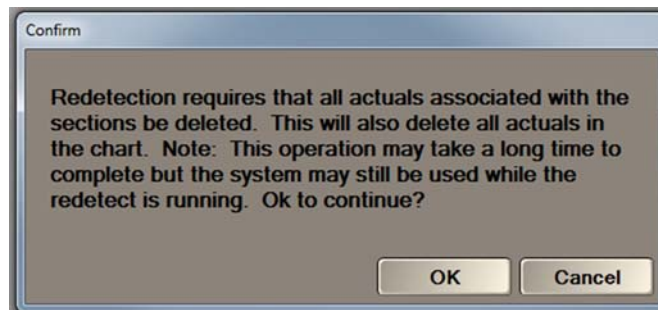 Confirm
Redetection requires that all actuals associated with the
sections be deleted.  This will also delete all actuals in
the chart.  Note:  This operation may take a long time to
complete but the system may still be used while the
redetect is running.  Ok to continue?
OK
Cancel